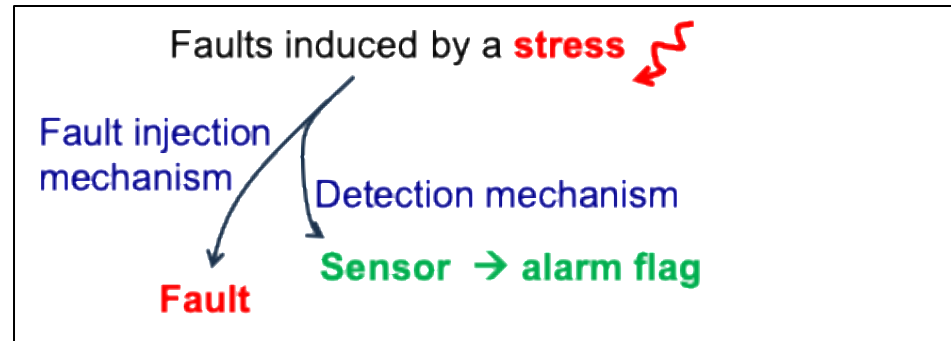 Faults induced by a stress
Fault injection
mechanism
Detection mechanism
Sensor → alarm flag
Fault